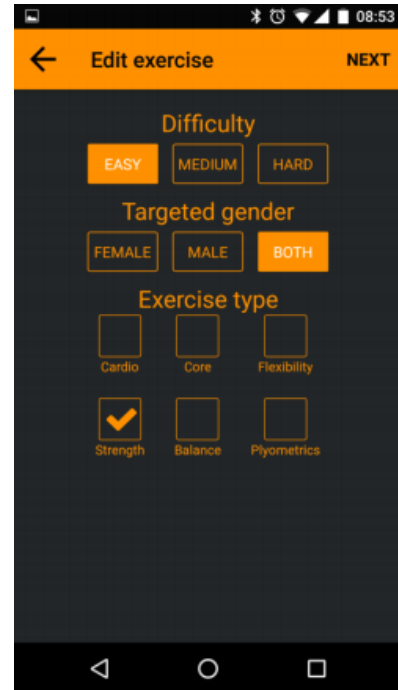 08:53
Edit exercise NEXT
Difficulty
EASY MEDIUM HARD
Targeted gender
FEMALE MALE BOTH
Exercise type
Cardio Core Flexibility
Strength Balance Plyometrics